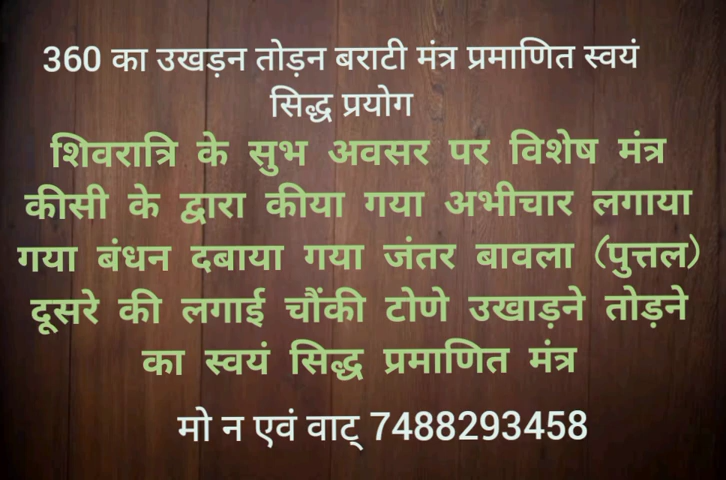 360 का उखड़न तोड़न बराटी मंत्र प्रमाणित स्वयं
सिद्ध प्रयोग
शिवरात्रि के सुभ अवसर पर विशेष मंत्र
कीसी के द्वारा कीया गया अभीचार लगाया
गया बंधन दबाया गया जंतर बावला (पुत्तल)
दूसरे की लगाई चौंकी टोणे उखाड़ने तोड़ने
का स्वयं सिद्ध प्रमाणित मंत्र
मो न एवं वाट् 7488293458